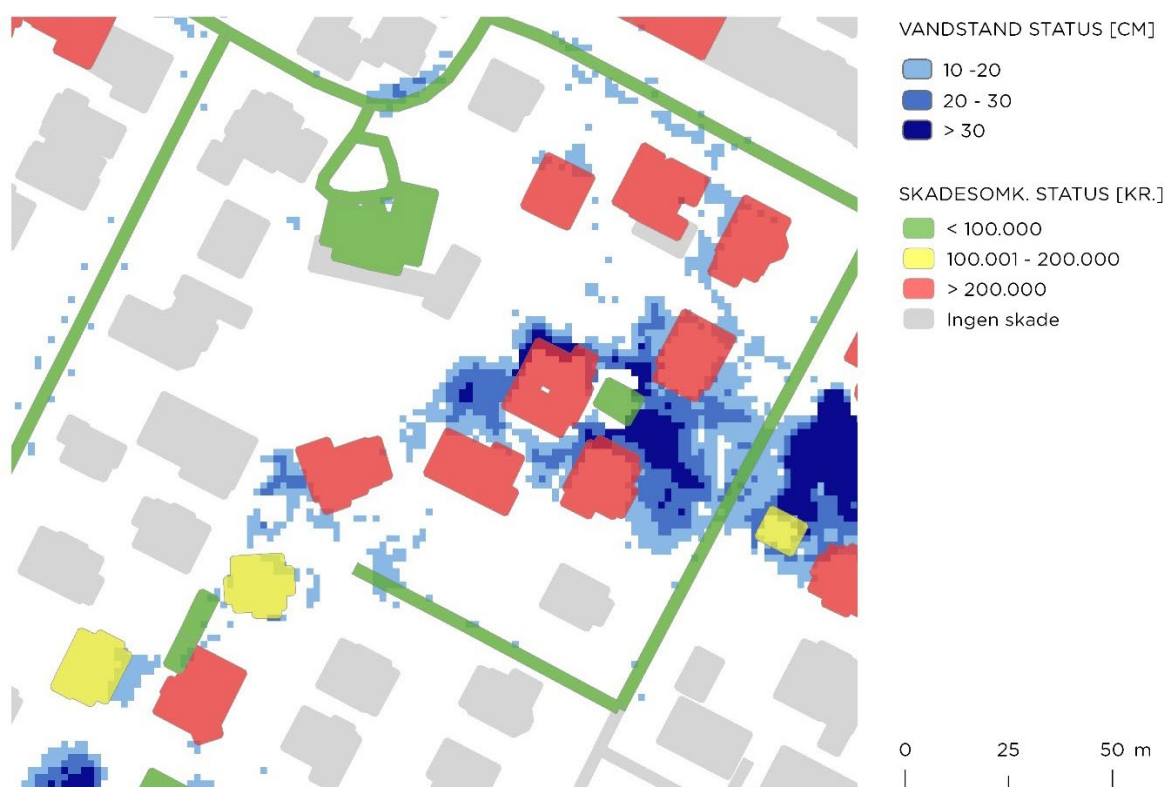 VANDSTAND STATUS [CM]
10 -20
20 - 30
> 30
SKADESOMK. STATUS [KR.]
< 100.000
100.001 - 200.000
> 200.000
Ingen skade
0 25 50 m